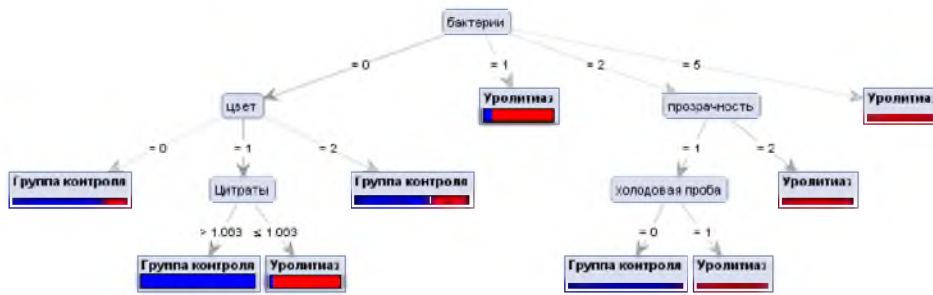 бактерии
= 0
= 1
= 2
= 5
цвет
Уролитиаз
прозрачность
Уролитиаз
= 0
= 1
= 2
= 1
= 2
Группа контроля
Цитраты
Группа контроля
холодовая проба
Уролитиаз
> 1.003
≤ 1.003
= 0
= 1
Группа контроля
Уролитиаз
Группа контроля
Уролитиаз